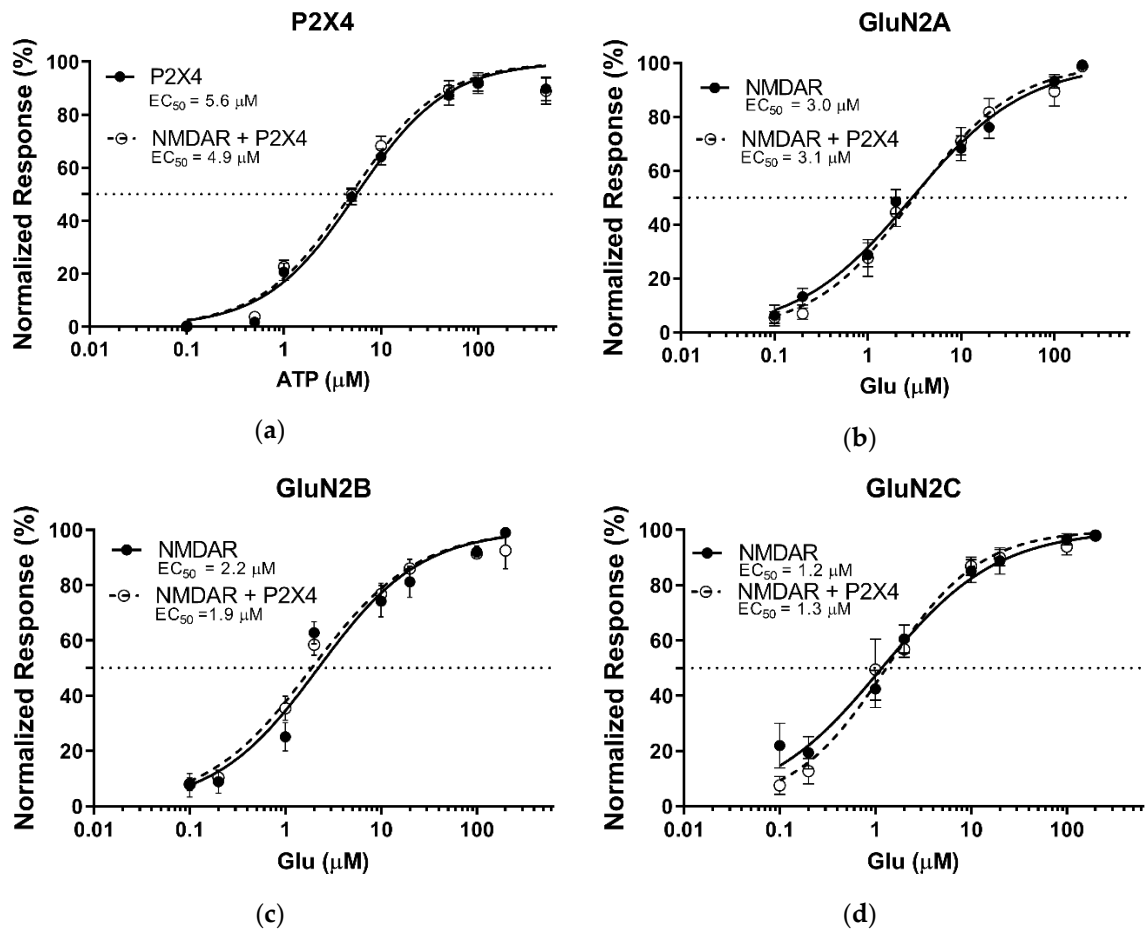 P2X4
Normalized Response (%)
100
80
60
40
20
0
P2X4
EC50 = 5.6 μM
NMDAR + P2X4
EC50 = 4.9 μM
0.01 0.1 1 10 100
ATP (μM)
(a)
GluN2A
Normalized Response (%)
100
80
60
40
20
0
NMDAR
EC50 = 3.0 μM
NMDAR + P2X4
EC50 = 3.1 μM
0.01 0.1 1 10 100
Glu (μM)
(b)
GluN2B
Normalized Response (%)
100
80
60
40
20
0
NMDAR
EC50 = 2.2 μM
NMDAR + P2X4
EC50 =1.9 μM
0.01 0.1 1 10 100
Glu (μM)
(c)
GluN2C
Normalized Response (%)
100
80
60
40
20
0
NMDAR
EC50 = 1.2 μM
NMDAR + P2X4
EC50 = 1.3 μM
0.01 0.1 1 10 100
Glu (μM)
(d)